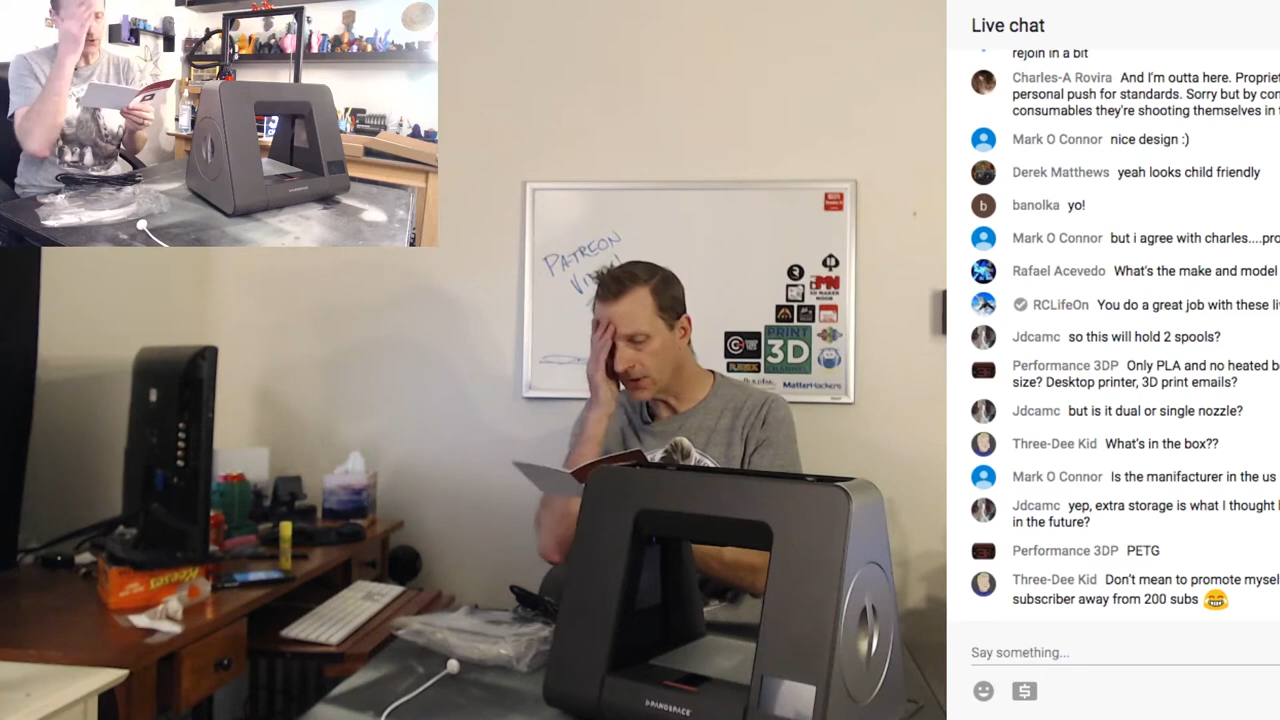 Live chat
rejoin in a bit
Charles-A Rovira And I'm outta here. Propriet
personal push for standards. Sorry but by con
consumables they're shooting themselves in t
Mark O Connor nice design :)
Derek Matthews yeah looks child friendly
b banolka yo!
Mark O Connor but i agree with charles....pro
Rafael Acevedo What's the make and model
RCLifeOn You do a great job with these li
Jdcamc so this will hold 2 spools?
Performance 3DP Only PLA and no heated b
size? Desktop printer, 3D print emails?
Jdcamc but is it dual or single nozzle?
Three-Dee Kid What's in the box??
Mark O Connor Is the manifacturer in the us
Jdcamc yep, extra storage is what I thought
in the future?
Performance 3DP PETG
Three-Dee Kid Don't mean to promote mysel
subscriber away from 200 subs
Say something...
PATREON
3D MAKER
NOOB
PRINT
3D
CHANNEL
MatterHackers
Reese's
PANOSPACE